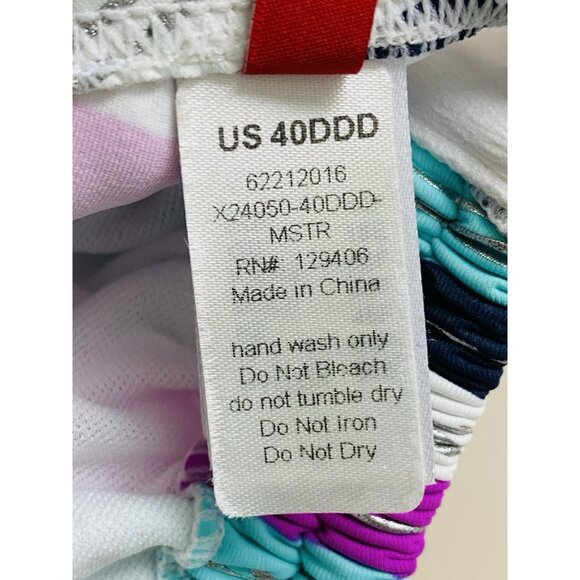 US 40DDD
62212016
X24050-40DDD-
MSTR
RN#: 129406
Made in China
hand wash only
Do Not Bleach
do not tumble dry
Do Not Iron
Do Not Dry